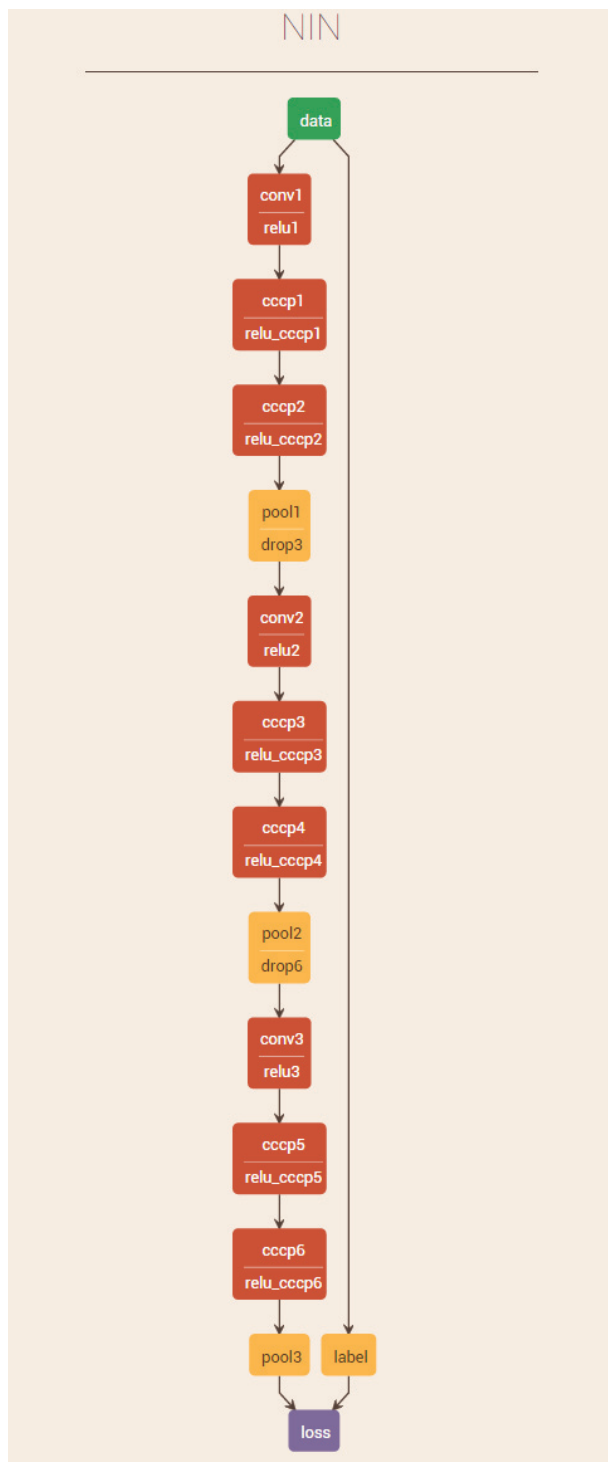 NIN
data
conv1
relu1
cccp1
relu_cccp1
cccp2
relu_cccp2
pool1
drop3
conv2
relu2
cccp3
relu_cccp3
cccp4
relu_cccp4
pool2
drop6
conv3
relu3
cccp5
relu_cccp5
cccp6
relu_cccp6
pool3
label
loss